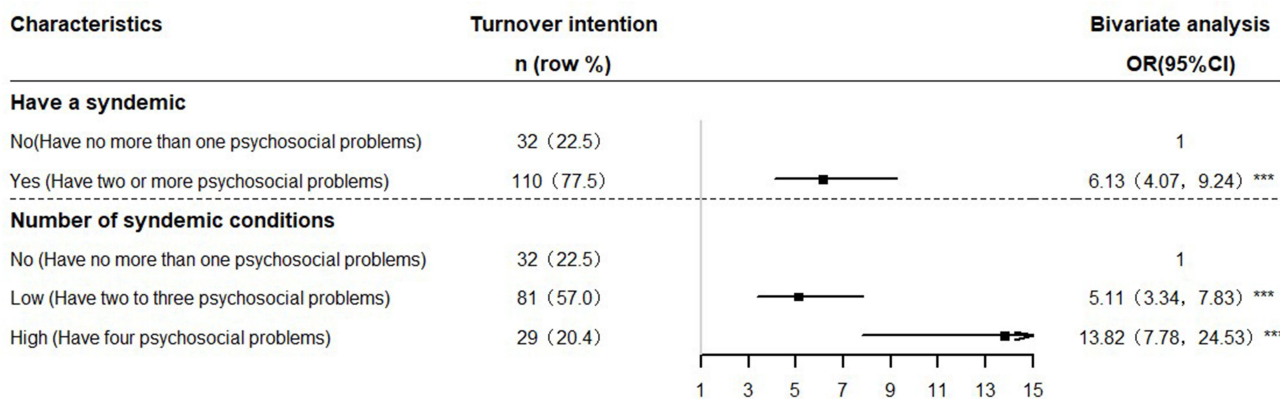 Characteristics Turnover intention Bivariate analysis
n (row %) OR(95%CI)
Have a syndemic
No(Have no more than one psychosocial problems) 32（22.5） 1
Yes (Have two or more psychosocial problems) 110（77.5） 6.13（4.07，9.24）***
Number of syndemic conditions
No (Have no more than one psychosocial problems) 32（22.5） 1
Low (Have two to three psychosocial problems) 81（57.0） 5.11（3.34，7.83）***
High (Have four psychosocial problems) 29（20.4） 13.82（7.78，24.53）***
1 3 5 7 9 11 13 15